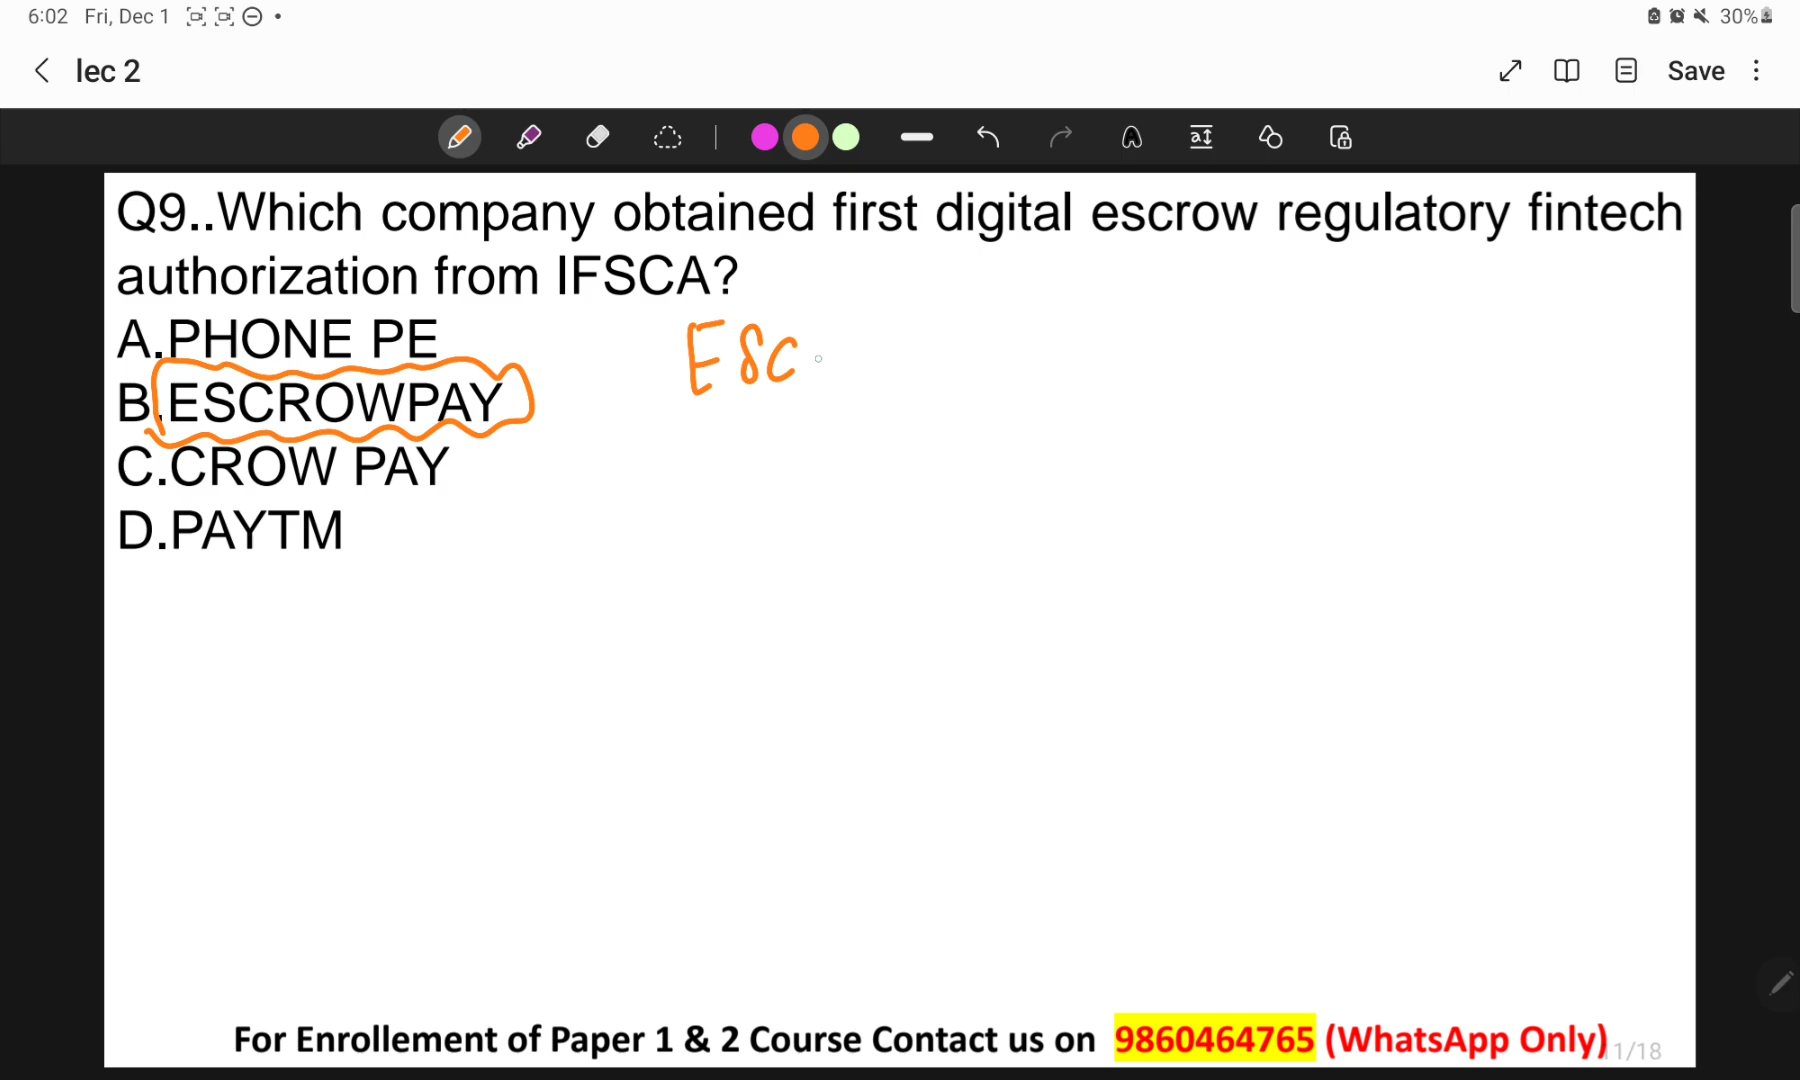 6:02 Fri, Dec 1 30%
lec 2 Save
Q9..Which company obtained first digital escrow regulatory fintech
authorization from IFSCA?
A.PHONE PE
B.ESCROWPAY
C.CROW PAY
D.PAYTM
Esc
For Enrollement of Paper 1 & 2 Course Contact us on 9860464765 (WhatsApp Only)
11/18